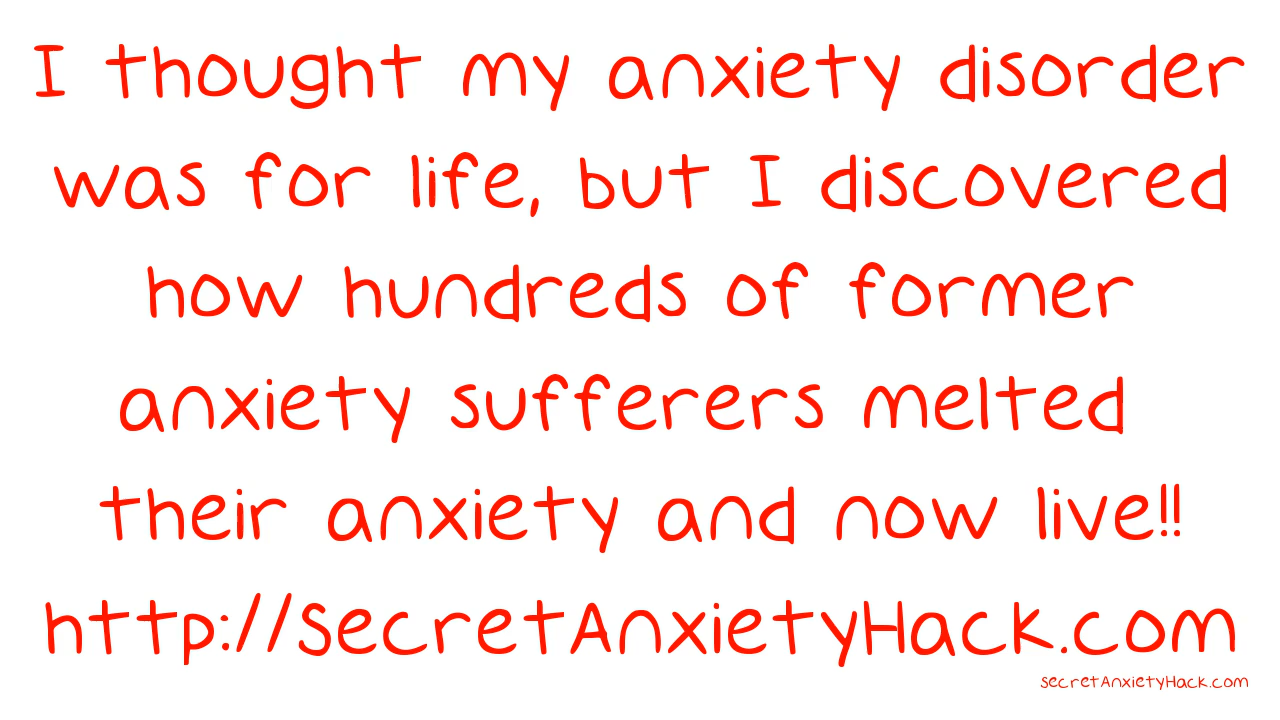 I thought my anxiety disorder
was for life, but I discovered
how hundreds of former
anxiety sufferers melted
their anxiety and now live!!
http://SecretAnxietyHack.com
SecretAnxietyHack.com